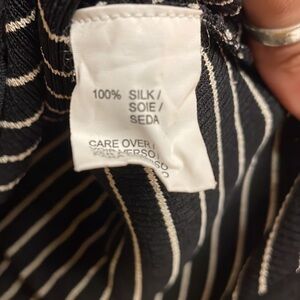 100% SILK /
SOIE /
SEDA
CARE OVER /